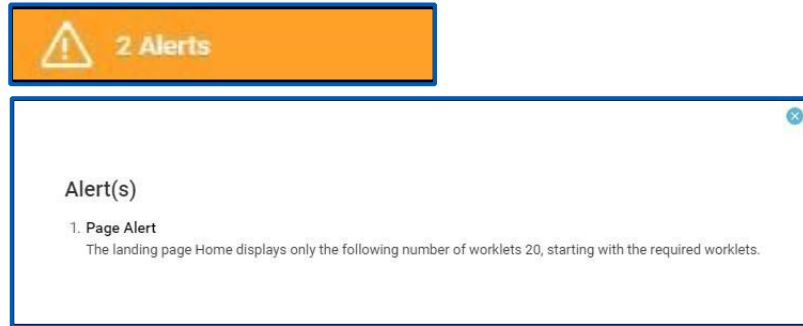 2 Alerts
Alert(s)
1. Page Alert
The landing page Home displays only the following number of worklets 20, starting with the required worklets.